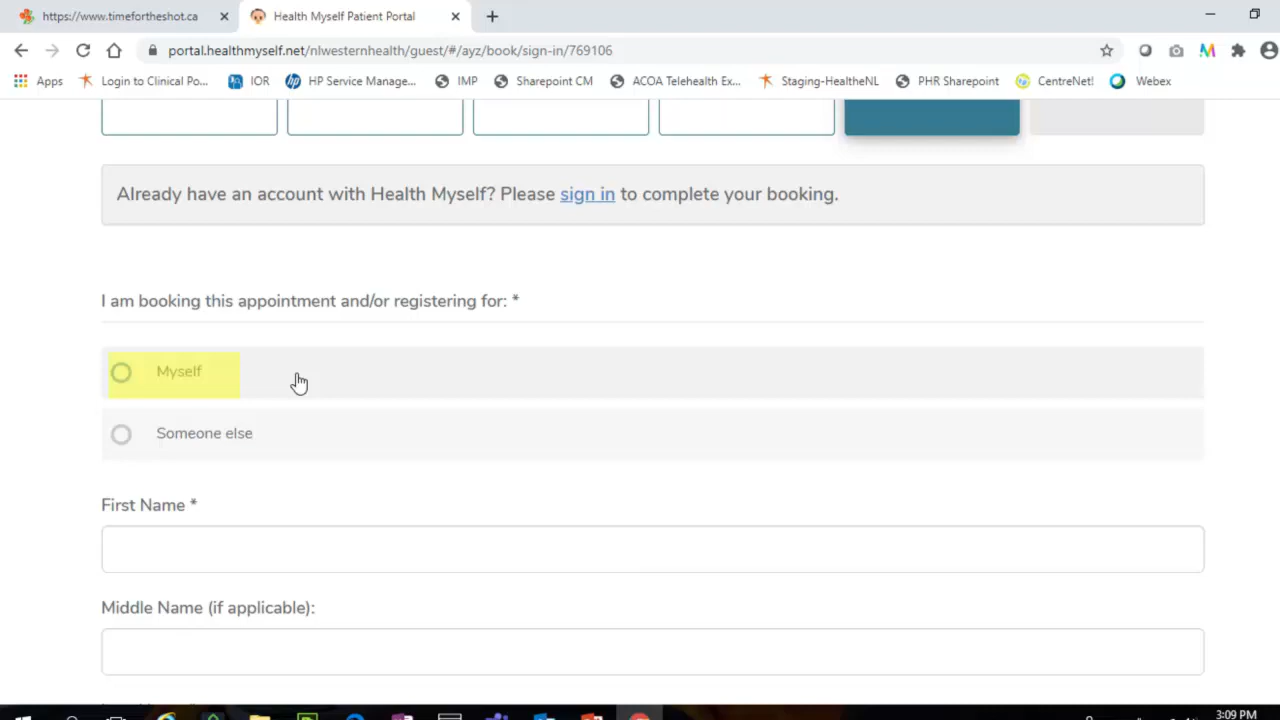 https://www.timefortheshot.ca
Health Myself Patient Portal
portal.healthmyself.net/nlwesternhealth/guest/#/ayz/book/sign-in/769106
Apps
Login to Clinical Po...
IOR
HP Service Manage...
IMP
Sharepoint CM
ACOA Telehealth Ex...
Staging-HealtheNL
PHR Sharepoint
CentreNet!
Webex
Already have an account with Health Myself? Please sign in to complete your booking.
I am booking this appointment and/or registering for: *
Myself
Someone else
First Name *
Middle Name (if applicable):
3:09 PM